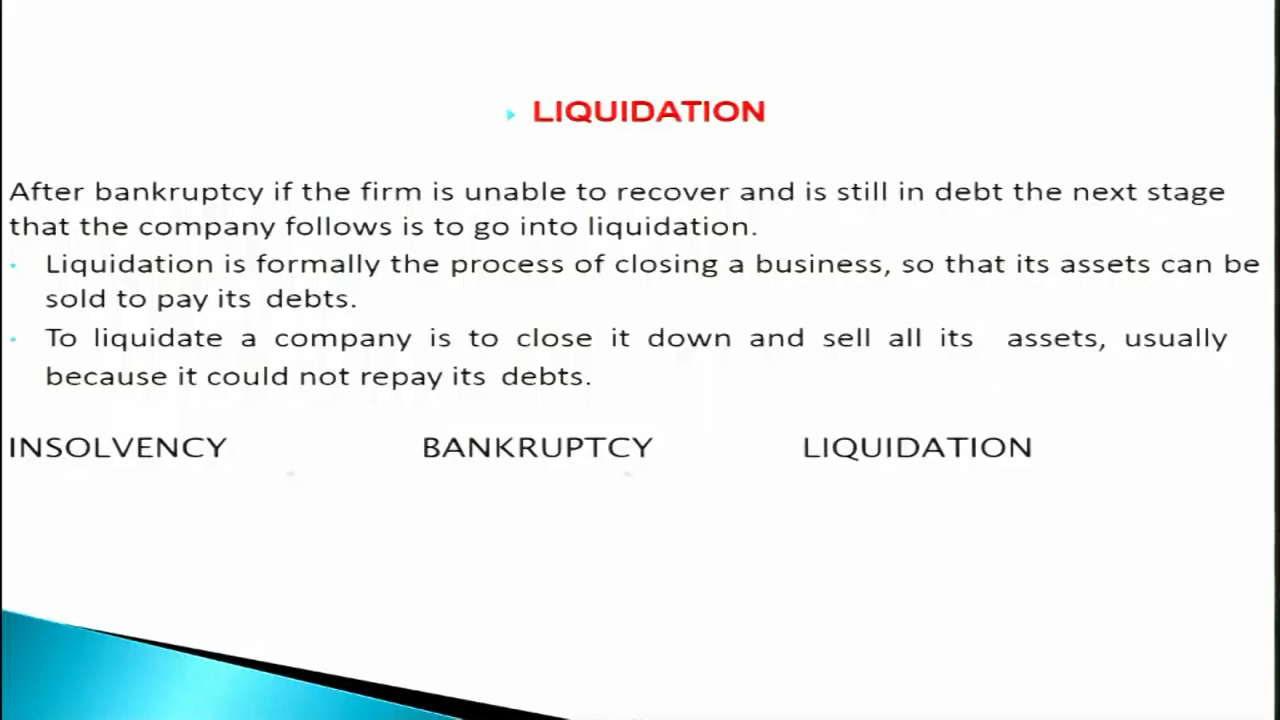 LIQUIDATION
After bankruptcy if the firm is unable to recover and is still in debt the next stage
that the company follows is to go into liquidation.
Liquidation is formally the process of closing a business, so that its assets can be
sold to pay its debts.
To liquidate a company is to close it down and sell all its assets, usually
because it could not repay its debts.
INSOLVENCY BANKRUPTCY LIQUIDATION